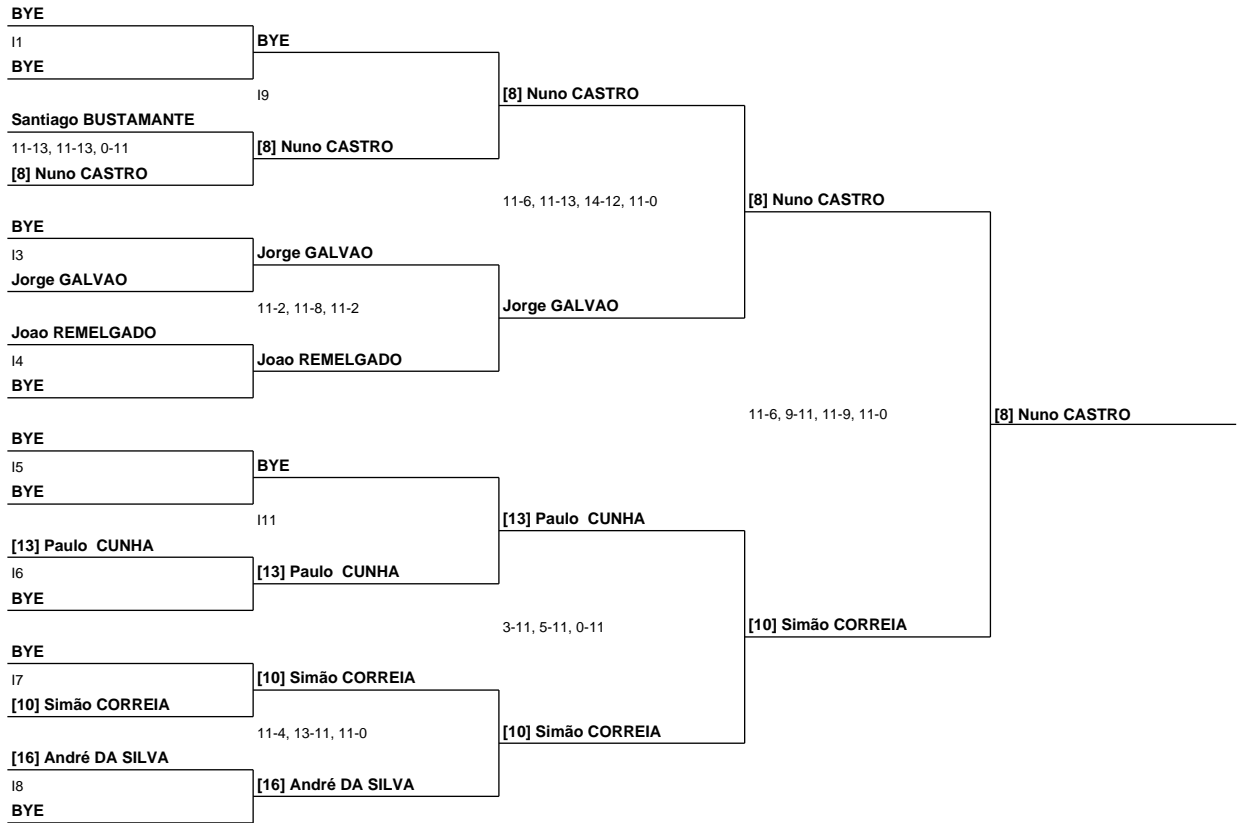 BYE
I1
BYE
BYE
I9
[8] Nuno CASTRO
Santiago BUSTAMANTE
11-13, 11-13, 0-11
[8] Nuno CASTRO
[8] Nuno CASTRO
11-6, 11-13, 14-12, 11-0
[8] Nuno CASTRO
BYE
I3
Jorge GALVAO
Jorge GALVAO
11-2, 11-8, 11-2
Jorge GALVAO
Joao REMELGADO
I4
Joao REMELGADO
BYE
11-6, 9-11, 11-9, 11-0
[8] Nuno CASTRO
BYE
I5
BYE
BYE
I11
[13] Paulo  CUNHA
[13] Paulo  CUNHA
I6
[13] Paulo  CUNHA
BYE
3-11, 5-11, 0-11
[10] Simão CORREIA
BYE
I7
[10] Simão CORREIA
[10] Simão CORREIA
11-4, 13-11, 11-0
[10] Simão CORREIA
[16] André DA SILVA
I8
[16] André DA SILVA
BYE